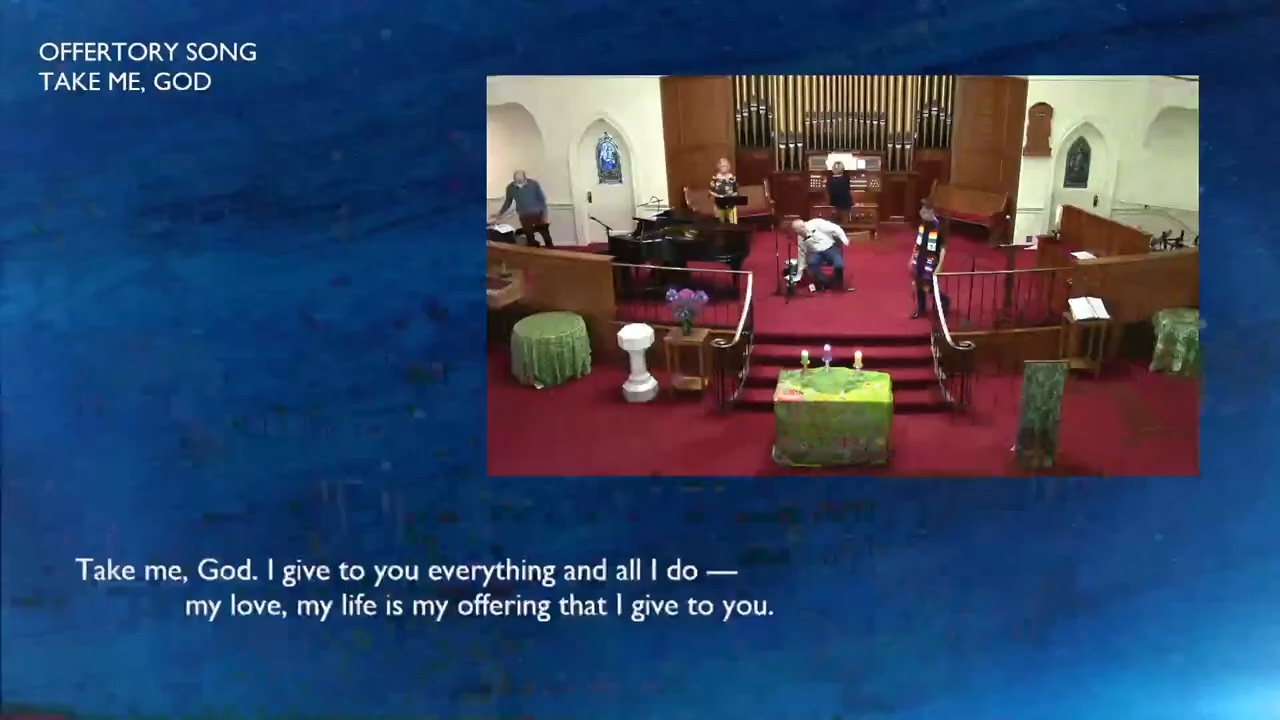 OFFERTORY SONG
TAKE ME, GOD
Take me, God. I give to you everything and all I do —
my love, my life is my offering that I give to you.